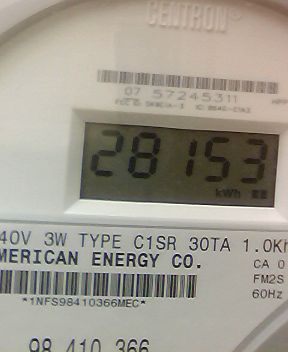 CENTRON
07 57245311
28153
kWh
40V 3W TYPE C1SR 30TA 1.0Kh
MERICAN ENERGY CO.
CA 0
FM2S
60Hz
*1NFS98410366MEC*
98 410 366